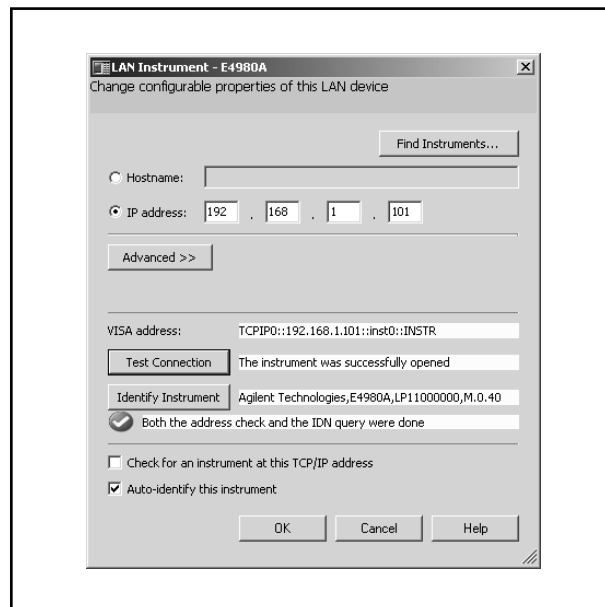 LAN Instrument - E4980A
Change configurable properties of this LAN device
Find Instruments...
Hostname:
IP address: 192 . 168 . 1 . 101
Advanced >>
VISA address: TCPIP0::192.168.1.101::inst0::INSTR
Test Connection The instrument was successfully opened
Identify Instrument Agilent Technologies,E4980A,LP11000000,M.0.40
Both the address check and the IDN query were done
Check for an instrument at this TCP/IP address
Auto-identify this instrument
OK Cancel Help